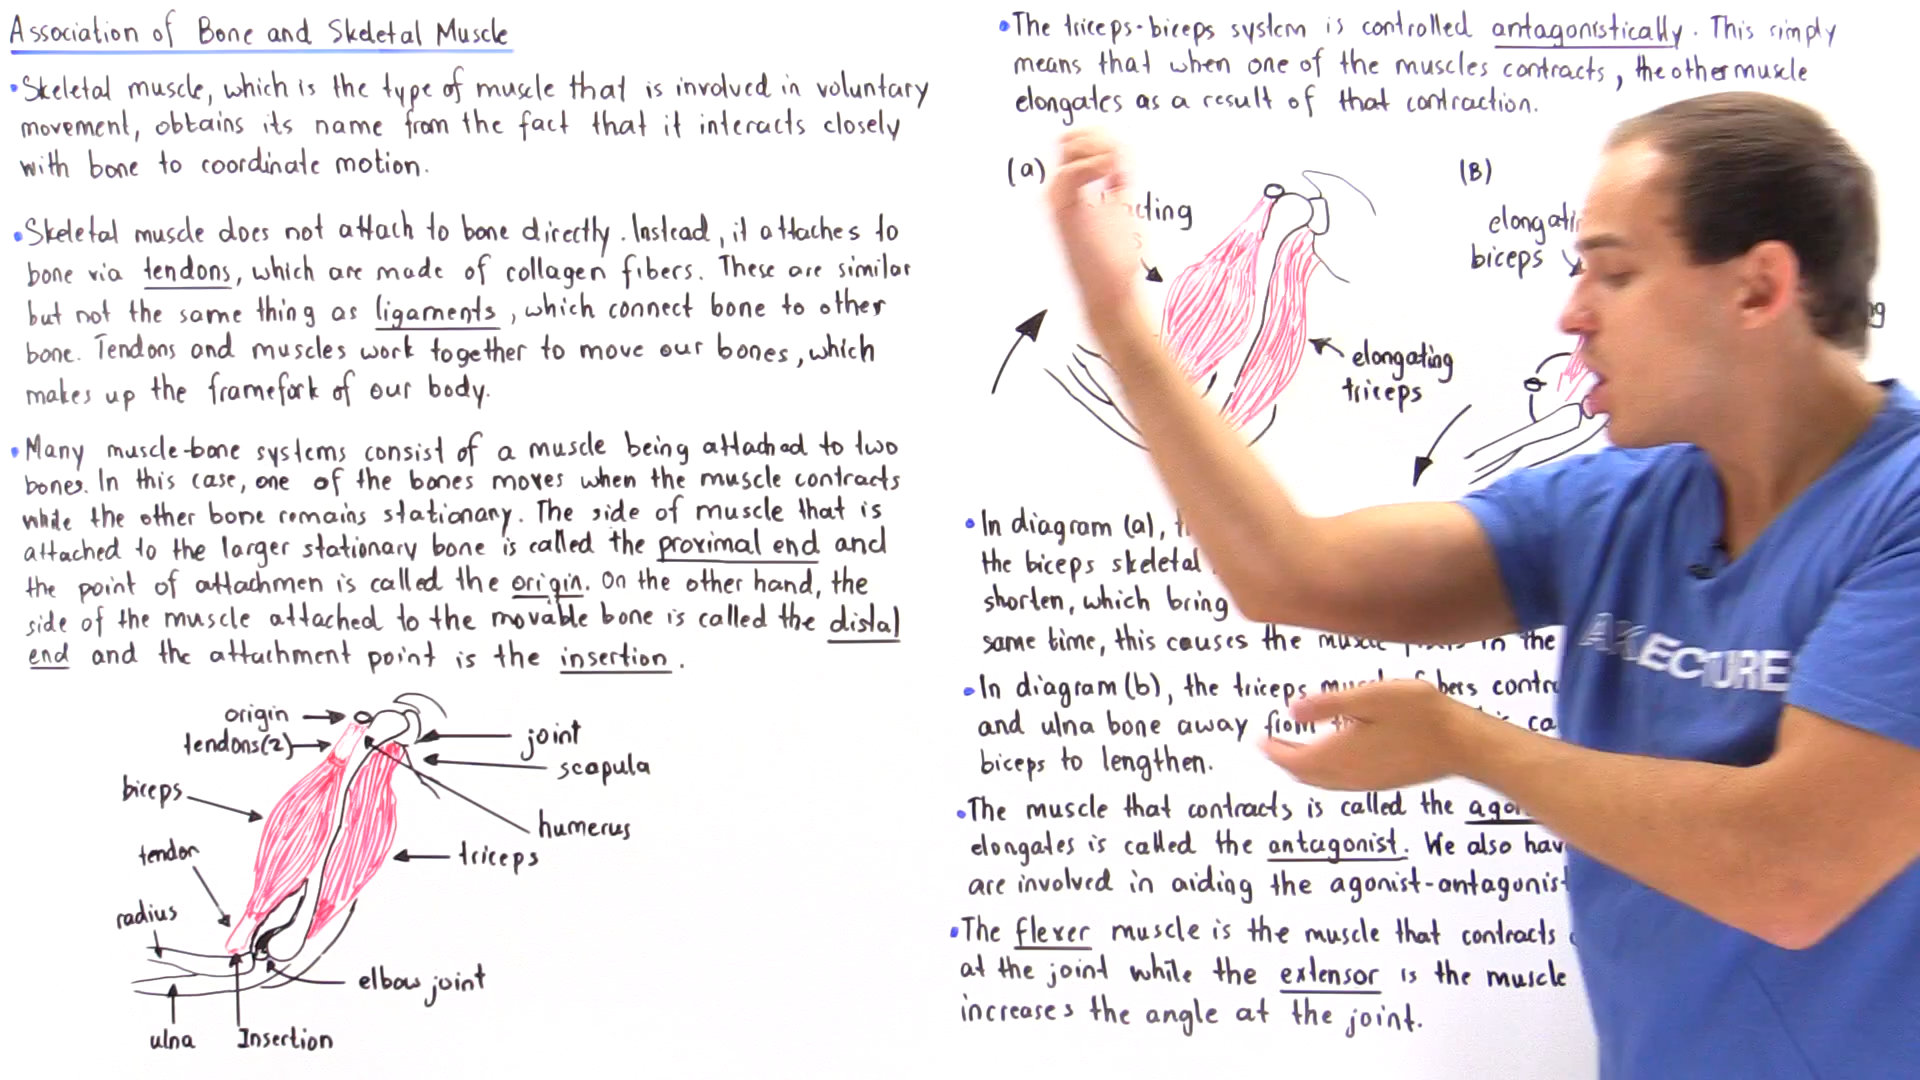 Association of Bone and Skeletal Muscle
•Skeletal muscle, which is the type of muscle that is involved in voluntary
movement, obtains its name from the fact that it interacts closely
with bone to coordinate motion.
•Skeletal muscle does not attach to bone directly. Instead, it attaches to
bone via tendons, which are made of collagen fibers. These are similar
but not the same thing as ligaments, which connect bone to other
bone. Tendons and muscles work together to move our bones, which
makes up the framefork of our body.
•Many muscle-bone systems consist of a muscle being attached to two
bones. In this case, one of the bones moves when the muscle contracts
while the other bone remains stationary. The side of muscle that is
attached to the larger stationary bone is called the proximal end and
the point of attachmen is called the origin. On the other hand, the
side of the muscle attached to the movable bone is called the distal
end and the attachment point is the insertion.
origin
tendons(2)
joint
scapula
biceps
humerus
tendon
triceps
radius
elbow joint
ulna
Insertion
•The triceps-biceps system is controlled antagonistically. This simply
means that when one of the muscles contracts, the other muscle
elongates as a result of that contraction.
(a)
(B)
biceps
elongating
triceps
•In diagram (a),
the biceps skeletal
shorten, which bring
same time, this causes the in the
•In diagram (b), the triceps
and ulna bone away
biceps to lengthen.
•The muscle that contracts is called the
elongates is called the antagonist. We also
are involved in aiding the agonist-antagonist
•The flexer muscle is the muscle that contracts
at the joint while the extensor is the muscle
increases the angle at the joint.